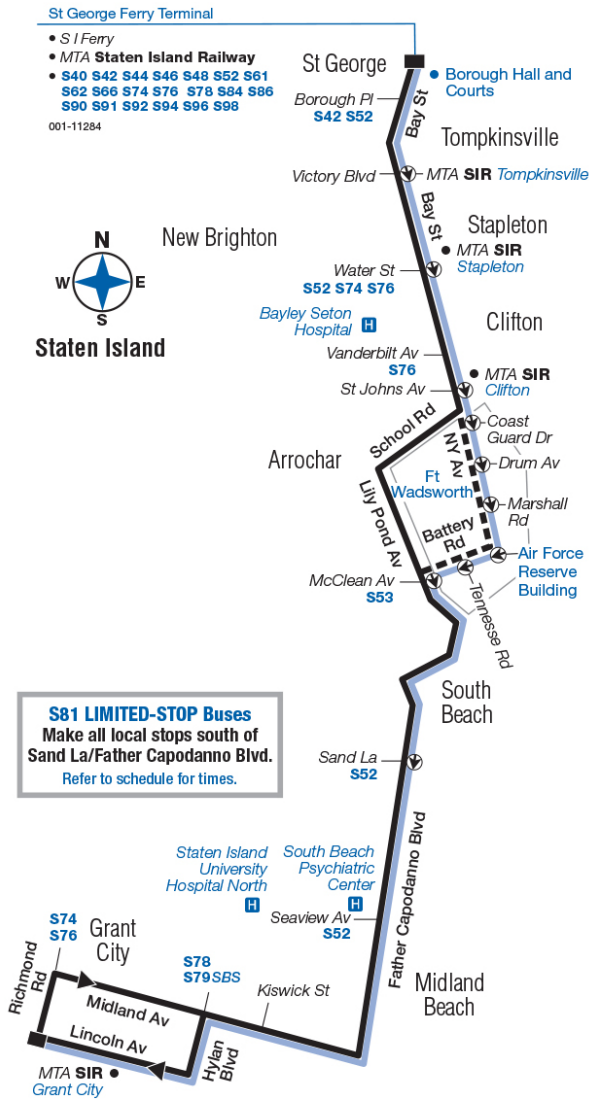 St George Ferry Terminal
• S I Ferry
• MTA Staten Island Railway
• S40 S42 S44 S46 S48 S52 S61
S62 S66 S74 S76 S78 S84 S86
S90 S91 S92 S94 S96 S98
001-11284
St George
• Borough Hall and
Courts
Borough Pl
S42 S52
Bay St
Tompkinsville
Victory Blvd
MTA SIR Tompkinsville
Bay St
Stapleton
• MTA SIR
Stapleton
New Brighton
N
W
E
S
Staten Island
Water St
S52 S74 S76
Bayley Seton
Hospital
H
Clifton
Vanderbilt Av
S76
• MTA SIR
Clifton
St Johns Av
School Rd
Coast
Guard Dr
NY Av
Drum Av
Arrochar
Ft
Wadsworth
Lily Pond Av
Marshall
Rd
Battery
Rd
Air Force
Reserve
Building
McClean Av
S53
Tennesse Rd
South
Beach
S81 LIMITED-STOP Buses
Make all local stops south of
Sand La/Father Capodanno Blvd.
Refer to schedule for times.
Sand La
S52
Father Capodanno Blvd
Staten Island
University
Hospital North
H
South Beach
Psychiatric
Center
H
Seaview Av
S52
S74
S76
Grant
City
Richmond
Rd
S78
S79 SBS
Kiswick St
Midland
Beach
Midland Av
Lincoln Av
Hylan
Blvd
MTA SIR •
Grant City